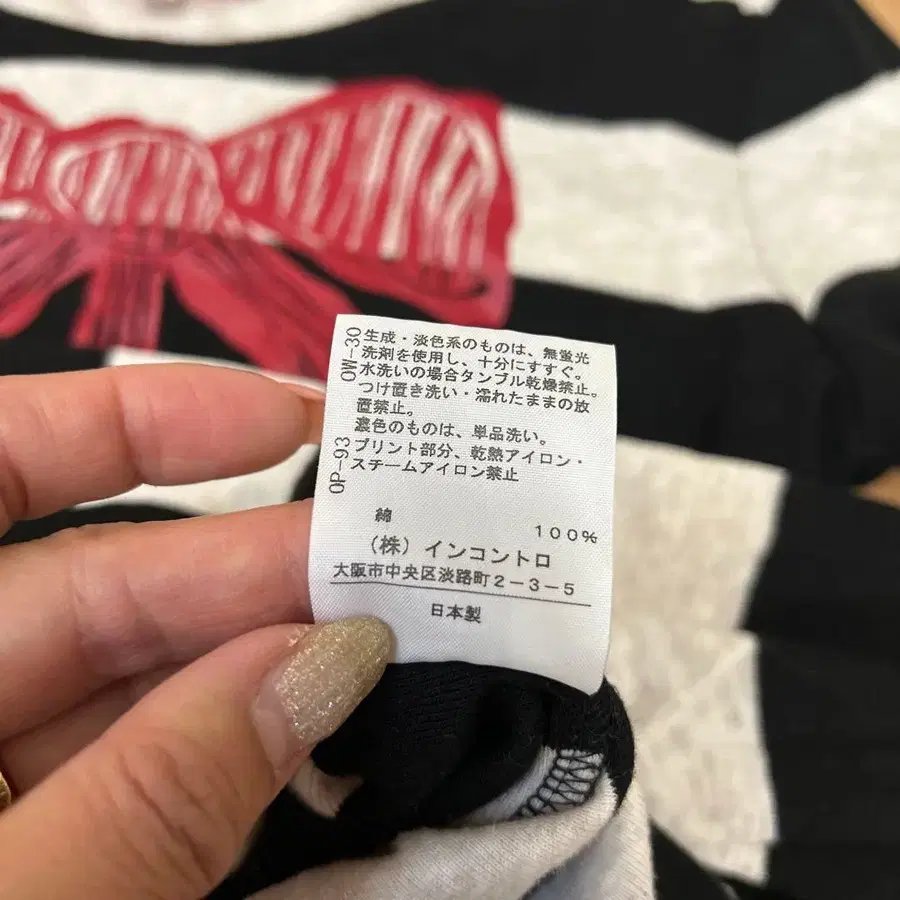 OW-30
生成・淡色系のものは、無蛍光
洗剤を使用し、十分にすすぐ。
水洗いの場合タンブル乾燥禁止。
つけ置き洗い・濡れたままの放
置禁止。
濃色のものは、単品洗い。
OP-93
プリント部分、乾熱アイロン・
スチームアイロン禁止
綿 100%
(株)インコントロ
大阪市中央区淡路町2-3-5
日本製